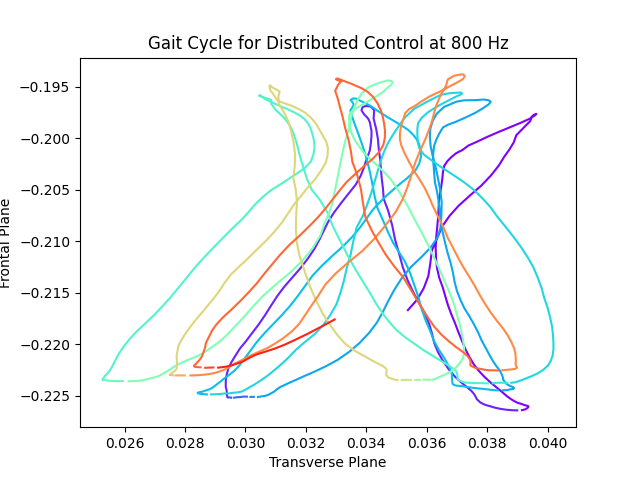 Gait Cycle for Distributed Control at 800 Hz
Frontal Plane
−0.195
−0.200
−0.205
−0.210
−0.215
−0.220
−0.225
0.026 0.028 0.030 0.032 0.034 0.036 0.038 0.040
Transverse Plane